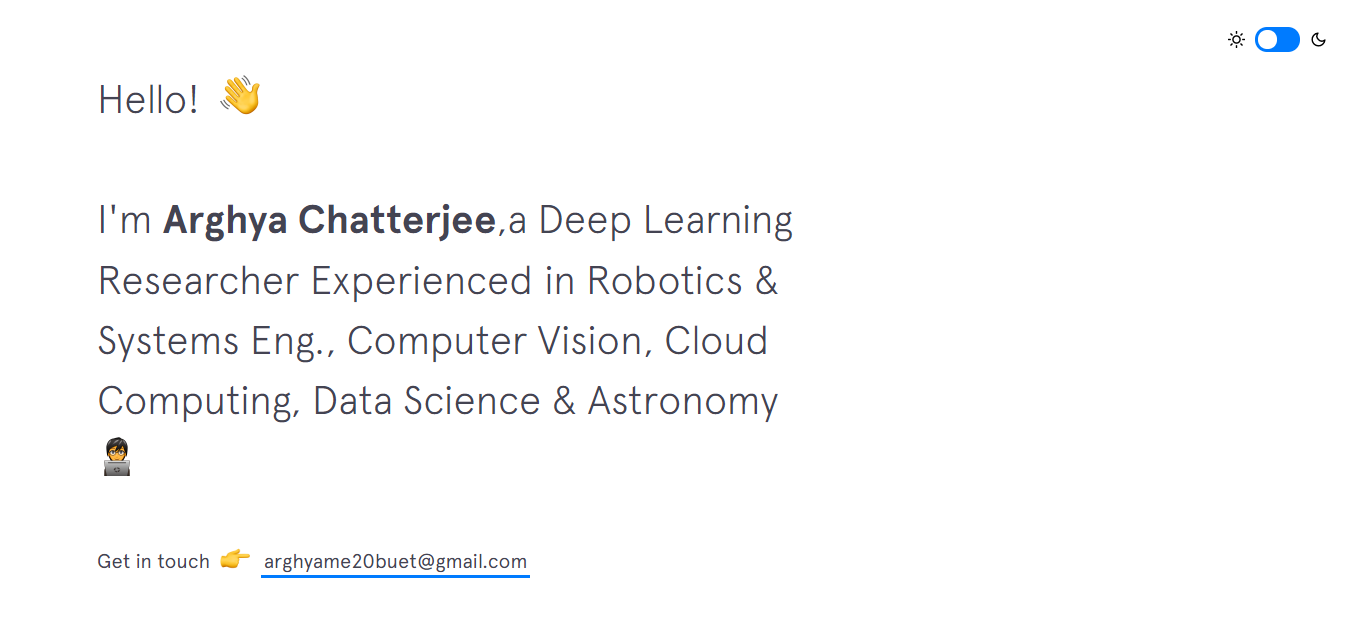 Hello! 👋
I'm Arghya Chatterjee,a Deep Learning
Researcher Experienced in Robotics &
Systems Eng., Computer Vision, Cloud
Computing, Data Science & Astronomy
Get in touch 👉 arghyame20buet@gmail.com